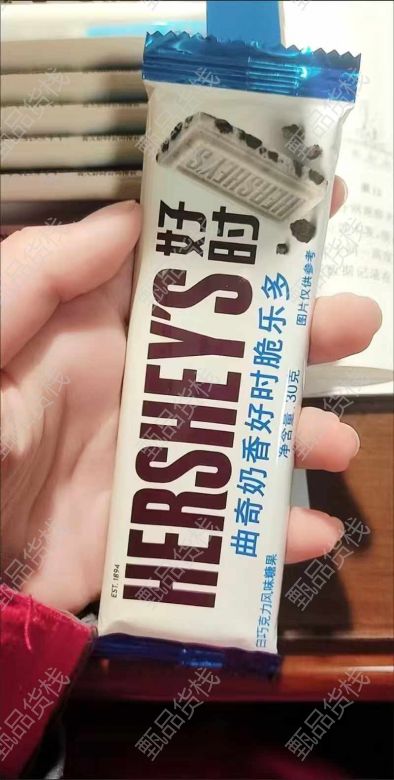 HERSHEY'S
好时
HERSHEY'S
曲奇奶香好时脆乐多
图片仅供参考
净含量:30克
EST. 1894
白巧克力风味糖果
甄品货栈